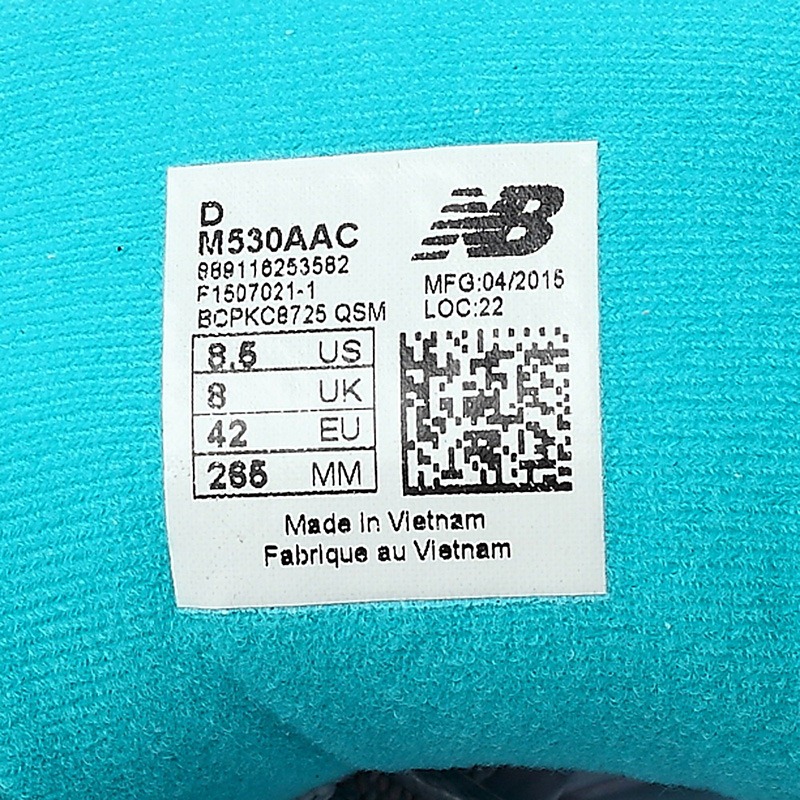 D
M530AAC
889116253582
F1507021-1
BCPKC8725 QSM
NB
MFG:04/2015
LOC:22
8.5 US
8 UK
42 EU
265 MM
Made in Vietnam
Fabrique au Vietnam